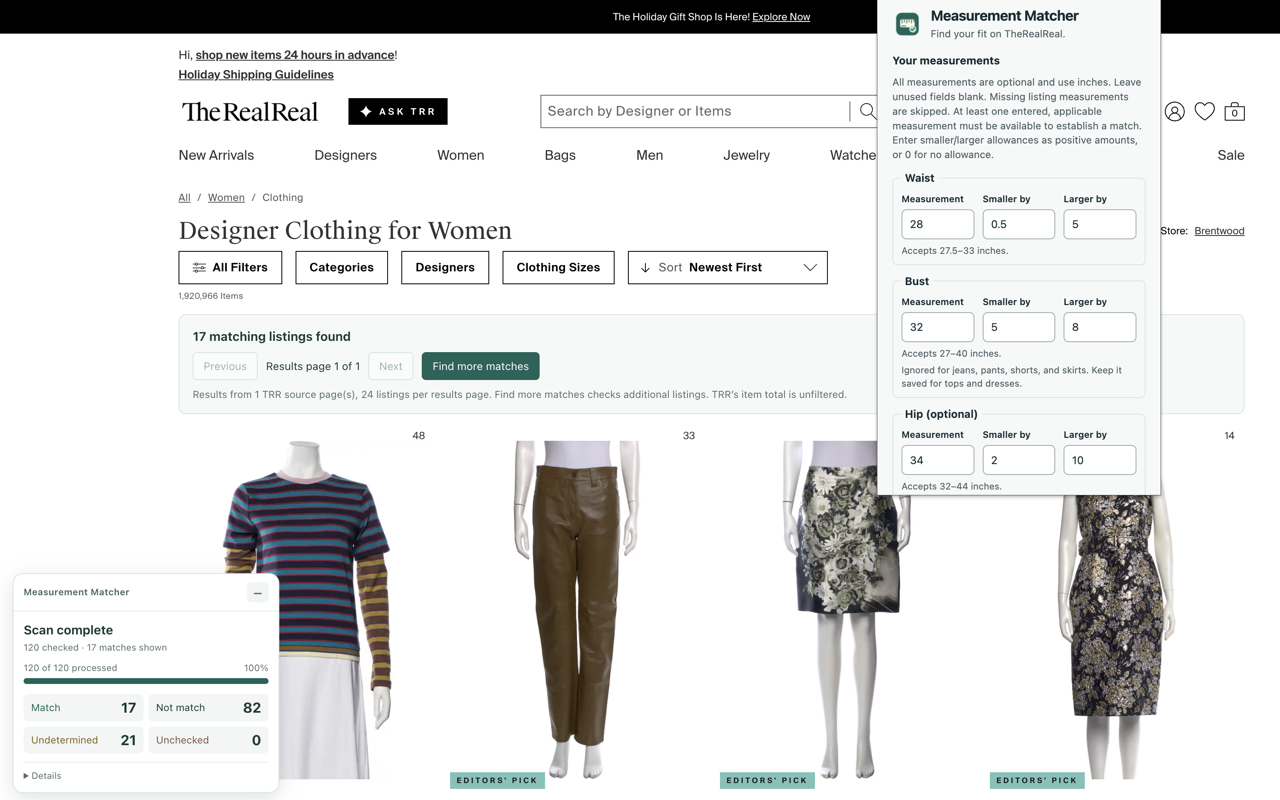 The Holiday Gift Shop Is Here! Explore Now
Hi, shop new items 24 hours in advance!
Holiday Shipping Guidelines
TheRealReal
ASK TRR
Search by Designer or Items
0
New Arrivals
Designers
Women
Bags
Men
Jewelry
Watche
Sale
All / Women / Clothing
Designer Clothing for Women
Store: Brentwood
All Filters
Categories
Designers
Clothing Sizes
Sort Newest First
1,920,966 Items
17 matching listings found
Previous
Results page 1 of 1
Next
Find more matches
Results from 1 TRR source page(s), 24 listings per results page. Find more matches checks additional listings. TRR's item total is unfiltered.
48
33
14
EDITORS' PICK
EDITORS' PICK
EDITORS' PICK
Measurement Matcher
Find your fit on TheRealReal.
Your measurements
All measurements are optional and use inches. Leave
unused fields blank. Missing listing measurements
are skipped. At least one entered, applicable
measurement must be available to establish a match.
Enter smaller/larger allowances as positive amounts,
or 0 for no allowance.
Waist
Measurement
Smaller by
Larger by
28
0.5
5
Accepts 27.5–33 inches.
Bust
Measurement
Smaller by
Larger by
32
5
8
Accepts 27–40 inches.
Ignored for jeans, pants, shorts, and skirts. Keep it
saved for tops and dresses.
Hip (optional)
Measurement
Smaller by
Larger by
34
2
10
Accepts 32–44 inches.
Measurement Matcher
Scan complete
120 checked · 17 matches shown
120 of 120 processed
100%
Match 17
Not match 82
Undetermined 21
Unchecked 0
Details